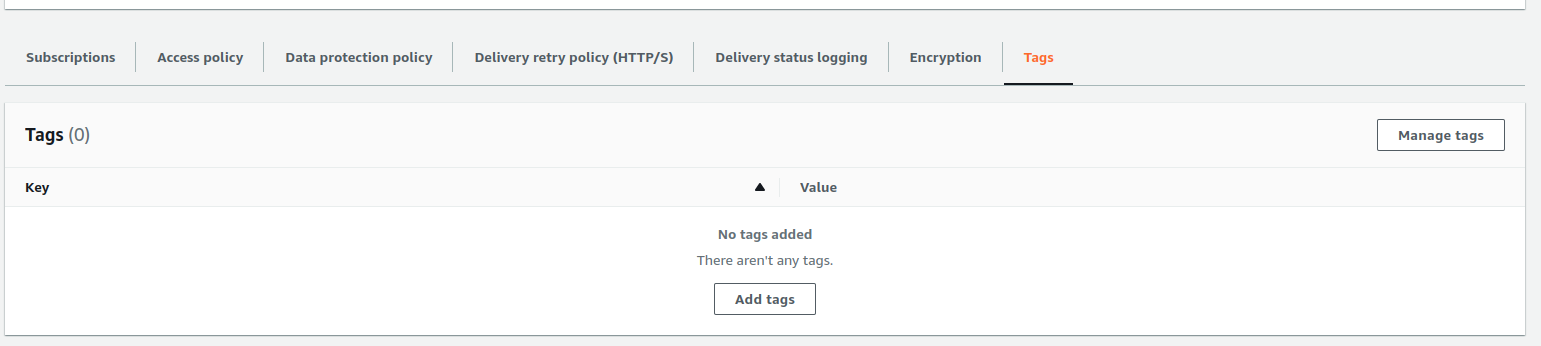 Subscriptions Access policy Data protection policy Delivery retry policy (HTTP/S) Delivery status logging Encryption Tags
Tags (0) Manage tags
Key Value
No tags added
There aren't any tags.
Add tags